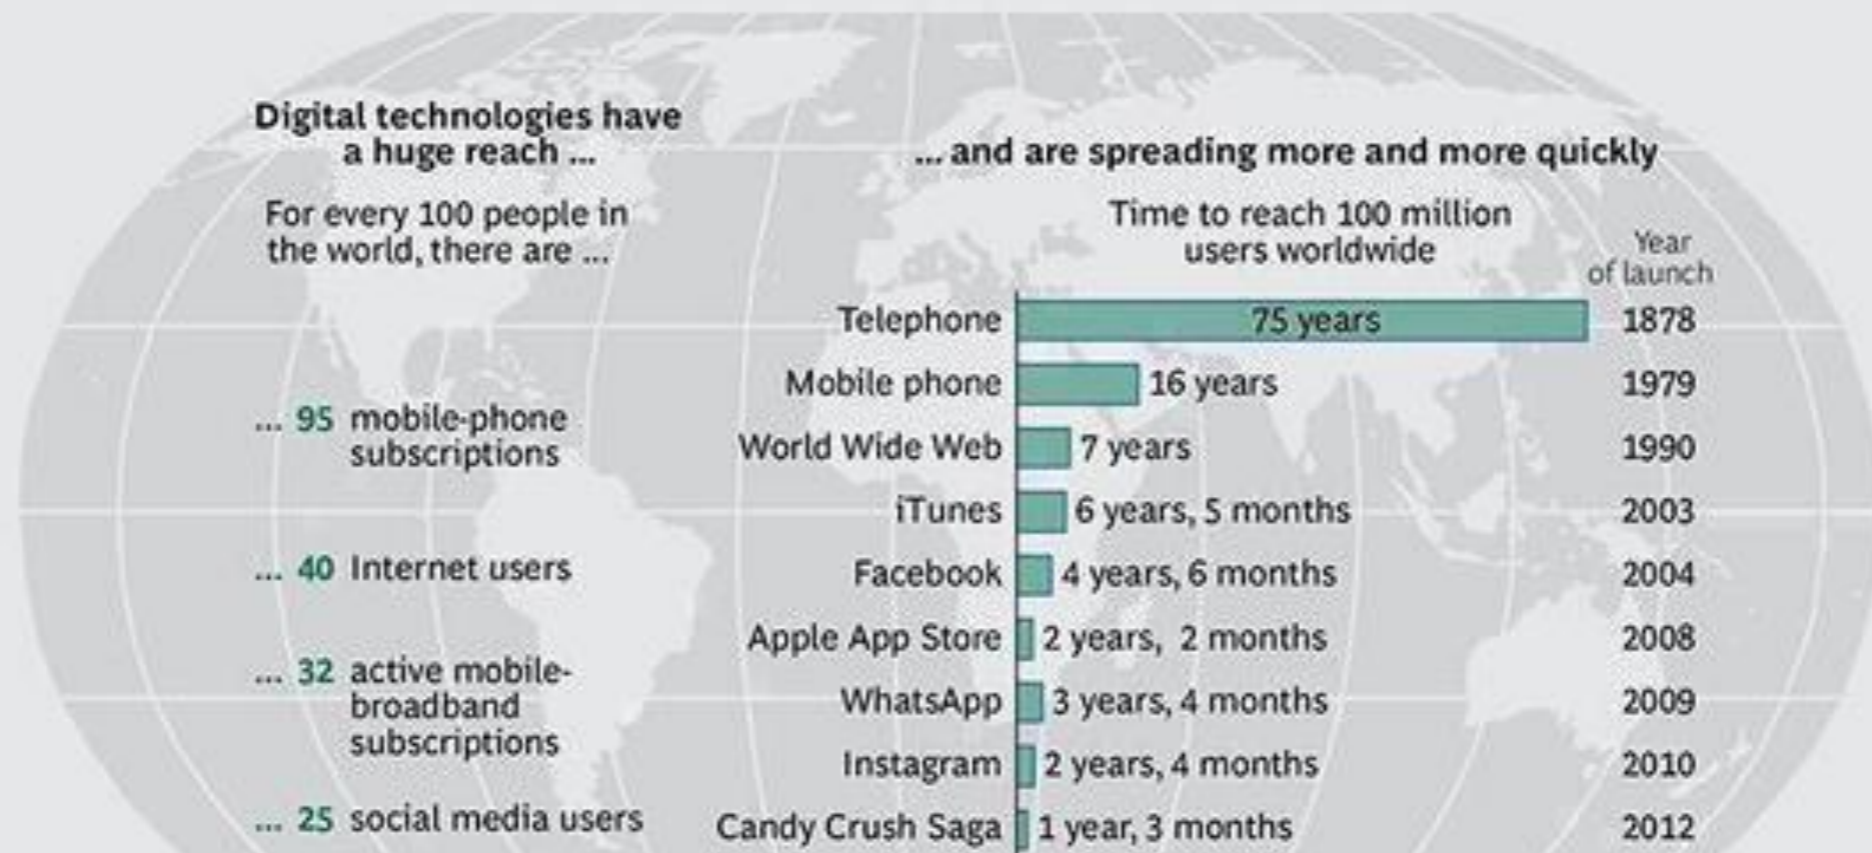 Digital technologies have
a huge reach ...
For every 100 people in
the world, there are ...
... 95 mobile-phone
subscriptions
... 40 Internet users
... 32 active mobile-
broadband
subscriptions
... 25 social media users
... and are spreading more and more quickly
Time to reach 100 million
users worldwide
Year
of launch
Telephone 75 years 1878
Mobile phone 16 years 1979
World Wide Web 7 years 1990
iTunes 6 years, 5 months 2003
Facebook 4 years, 6 months 2004
Apple App Store 2 years, 2 months 2008
WhatsApp 3 years, 4 months 2009
Instagram 2 years, 4 months 2010
Candy Crush Saga 1 year, 3 months 2012